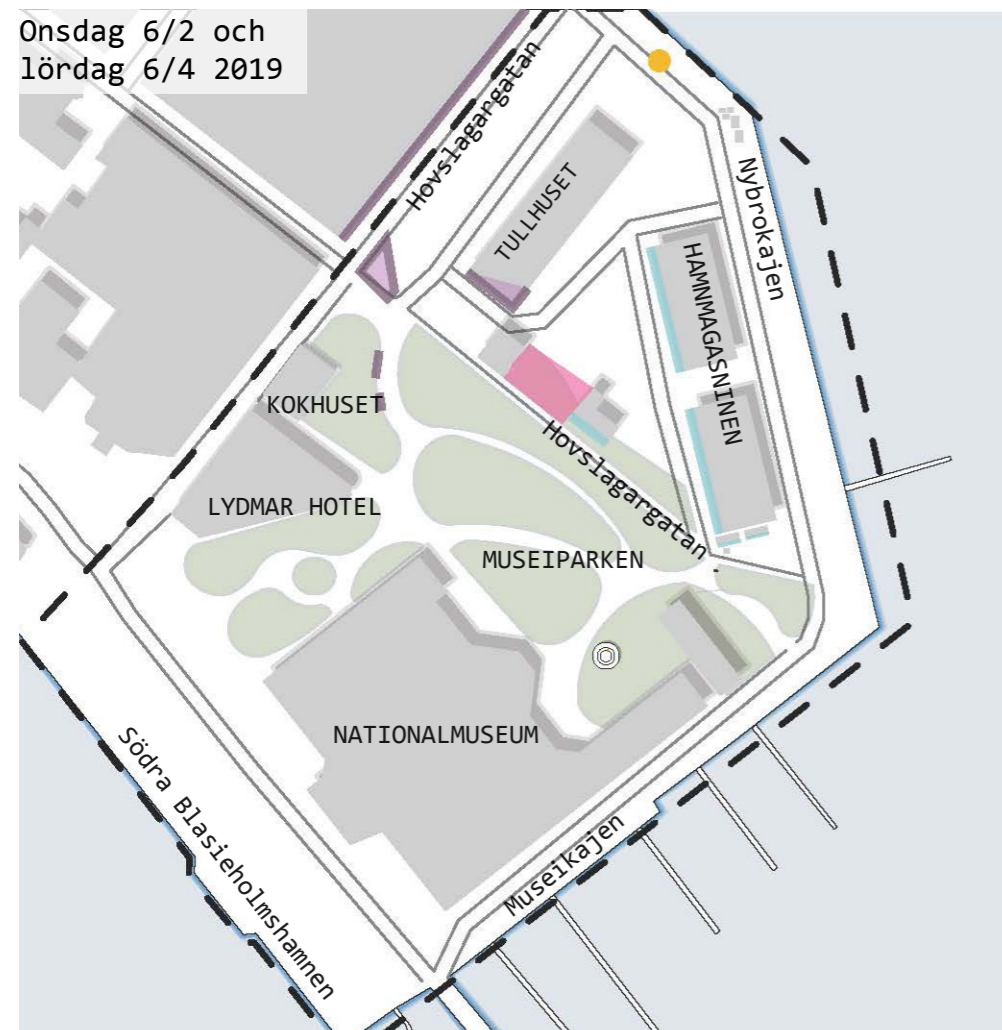 Onsdag 6/2 och
lördag 6/4 2019
Hovslagargatan
TULLHUSET
Nybrokajen
HAMNMAGASNINEN
KOKHUSET
Hovslagargatan
LYDMAR HOTEL
MUSEIPARKEN
NATIONALMUSEUM
Södra Blasieholmshamnen
Museikajen